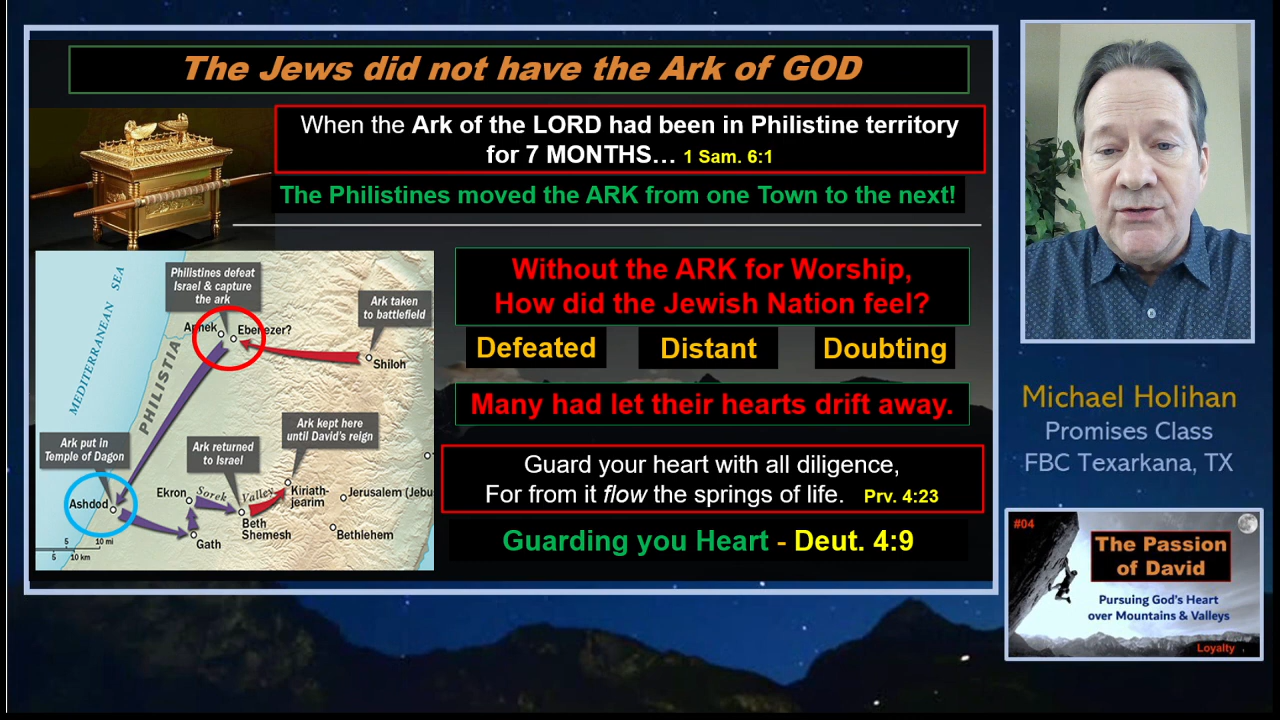 The Jews did not have the Ark of GOD
When the Ark of the LORD had been in Philistine territory
for 7 MONTHS… 1 Sam. 6:1
The Philistines moved the ARK from one Town to the next!
MEDITERRANEAN SEA
PHILISTIA
Philistines defeat
Israel & capture
the ark
Ark taken
to battlefield
Aphek
Ebenezer?
Shiloh
Ark kept here
until David's reign
Ark put in
Temple of Dagon
Ark returned
to Israel
Ashdod
Ekron
Sorek Valley
Kiriath-
jearim
Jerusalem (Jebu
Beth
Shemesh
Gath
Bethlehem
5 10 mi
5 10 km
Without the ARK for Worship,
How did the Jewish Nation feel?
Defeated Distant Doubting
Many had let their hearts drift away.
Guard your heart with all diligence,
For from it flow the springs of life. Prv. 4:23
Guarding you Heart - Deut. 4:9
Michael Holihan
Promises Class
FBC Texarkana, TX
#04
The Passion
of David
Pursuing God's Heart
over Mountains & Valleys
Loyalty .